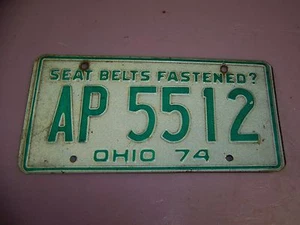 SEAT BELTS FASTENED?
AP 5512
OHIO 74